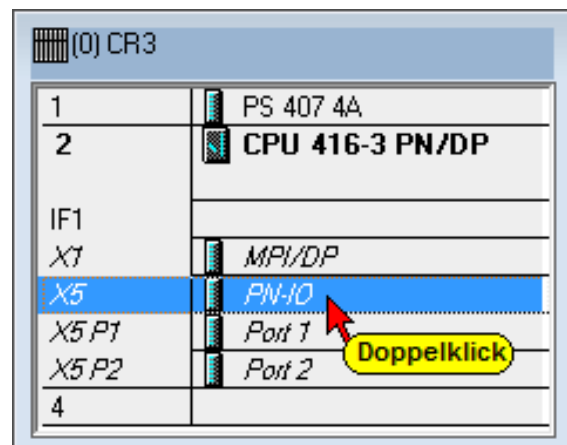 (0) CR3
1 PS 407 4A
2 CPU 416-3 PN/DP
IF1
X1 MPI/DP
X5 PN-IO
X5 P1 Port 1
Doppelklick
X5 P2 Port 2
4